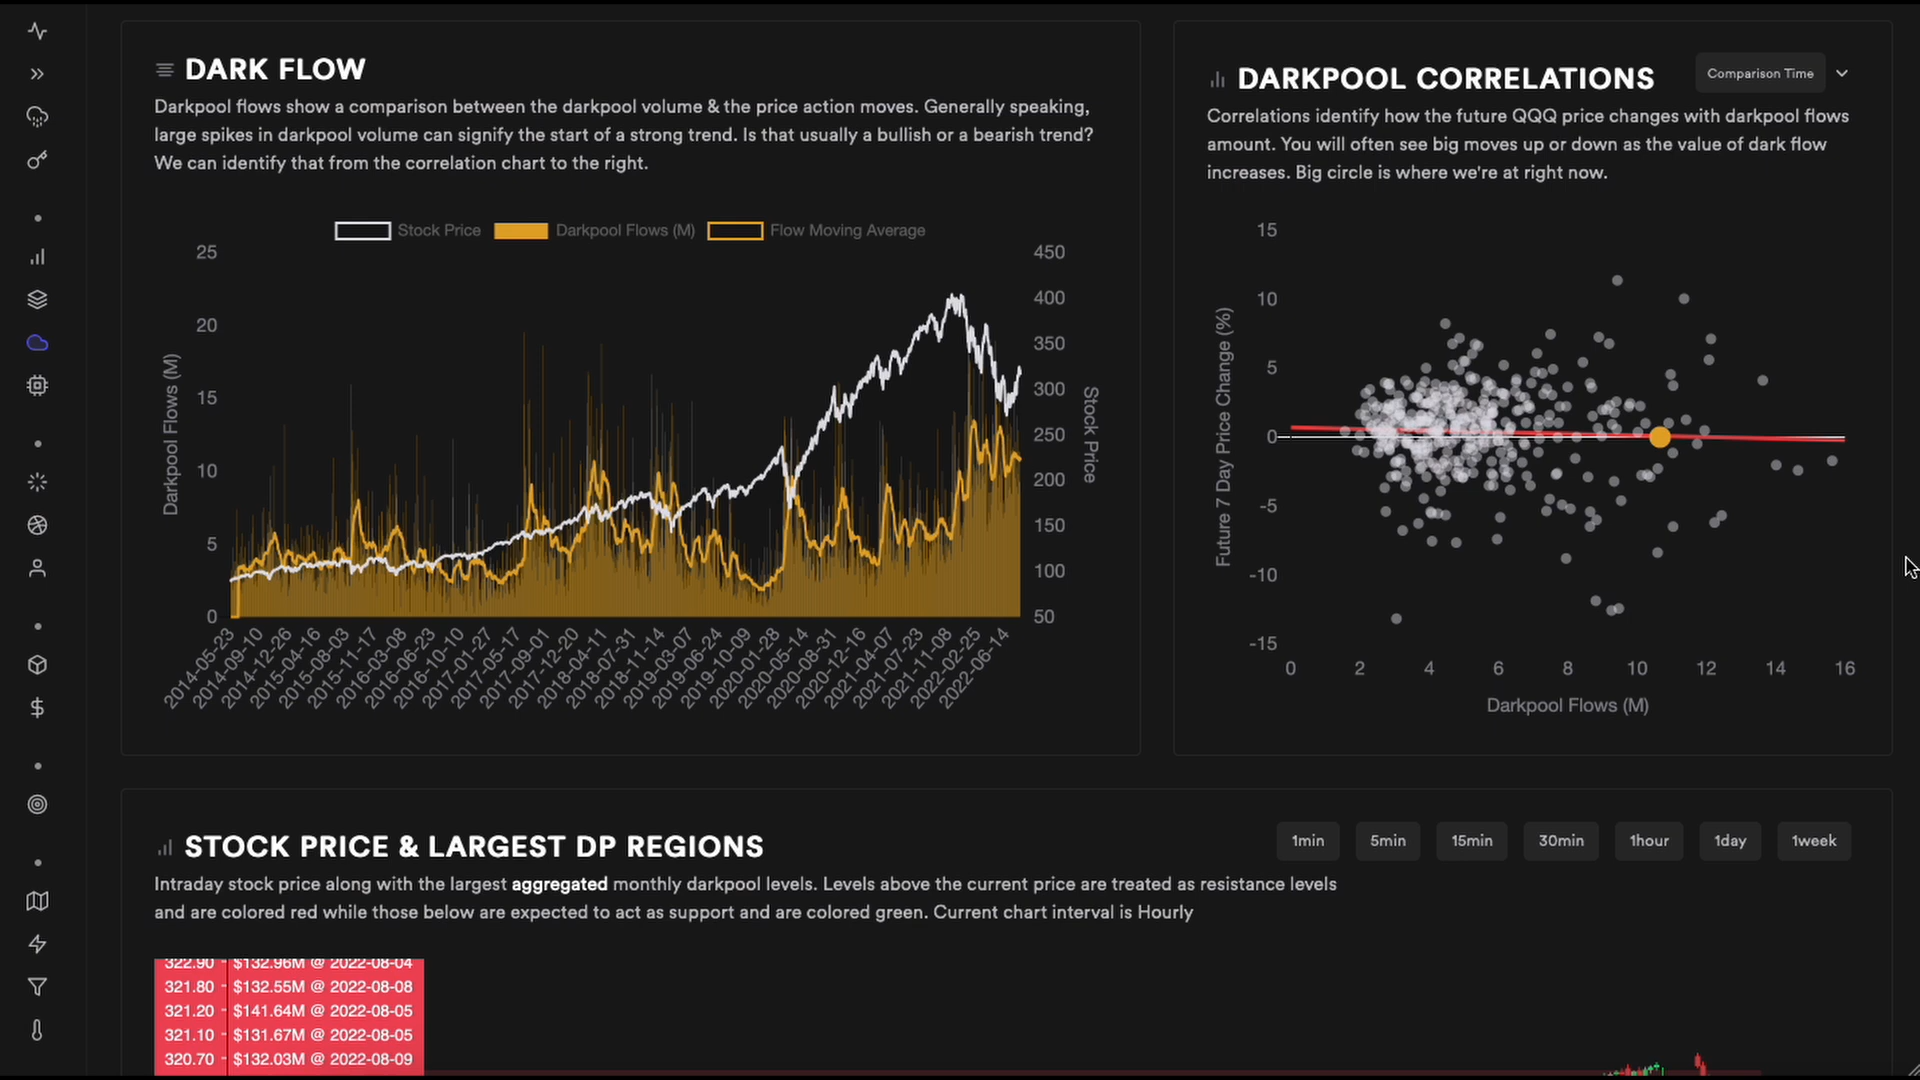 DARK FLOW
Darkpool flows show a comparison between the darkpool volume & the price action moves. Generally speaking,
large spikes in darkpool volume can signify the start of a strong trend. Is that usually a bullish or a bearish trend?
We can identify that from the correlation chart to the right.
Stock Price
Darkpool Flows (M)
Flow Moving Average
25
20
15
10
5
0
Darkpool Flows (M)
450
400
350
300
250
200
150
100
50
Stock Price
2014-05-23
2014-09-10
2014-12-26
2015-04-16
2015-08-03
2015-11-17
2016-03-08
2016-06-23
2016-10-10
2017-01-27
2017-05-17
2017-09-01
2017-12-20
2018-04-11
2018-07-31
2018-11-14
2019-03-07
2019-06-24
2019-10-09
2020-01-28
2020-05-14
2020-08-31
2020-12-16
2021-04-07
2021-07-23
2021-11-08
2022-02-25
2022-06-14
DARKPOOL CORRELATIONS
Comparison Time
Correlations identify how the future QQQ price changes with darkpool flows
amount. You will often see big moves up or down as the value of dark flow
increases. Big circle is where we're at right now.
15
10
5
0
-5
-10
-15
Future 7 Day Price Change (%)
0 2 4 6 8 10 12 14 16
Darkpool Flows (M)
STOCK PRICE & LARGEST DP REGIONS
1min 5min 15min 30min 1hour 1day 1week
Intraday stock price along with the largest aggregated monthly darkpool levels. Levels above the current price are treated as resistance levels
and are colored red while those below are expected to act as support and are colored green. Current chart interval is Hourly
322.90 - $132.96M @ 2022-08-04
321.80 - $132.55M @ 2022-08-08
321.20 - $141.64M @ 2022-08-05
321.10 - $131.67M @ 2022-08-05
320.70 - $132.03M @ 2022-08-09